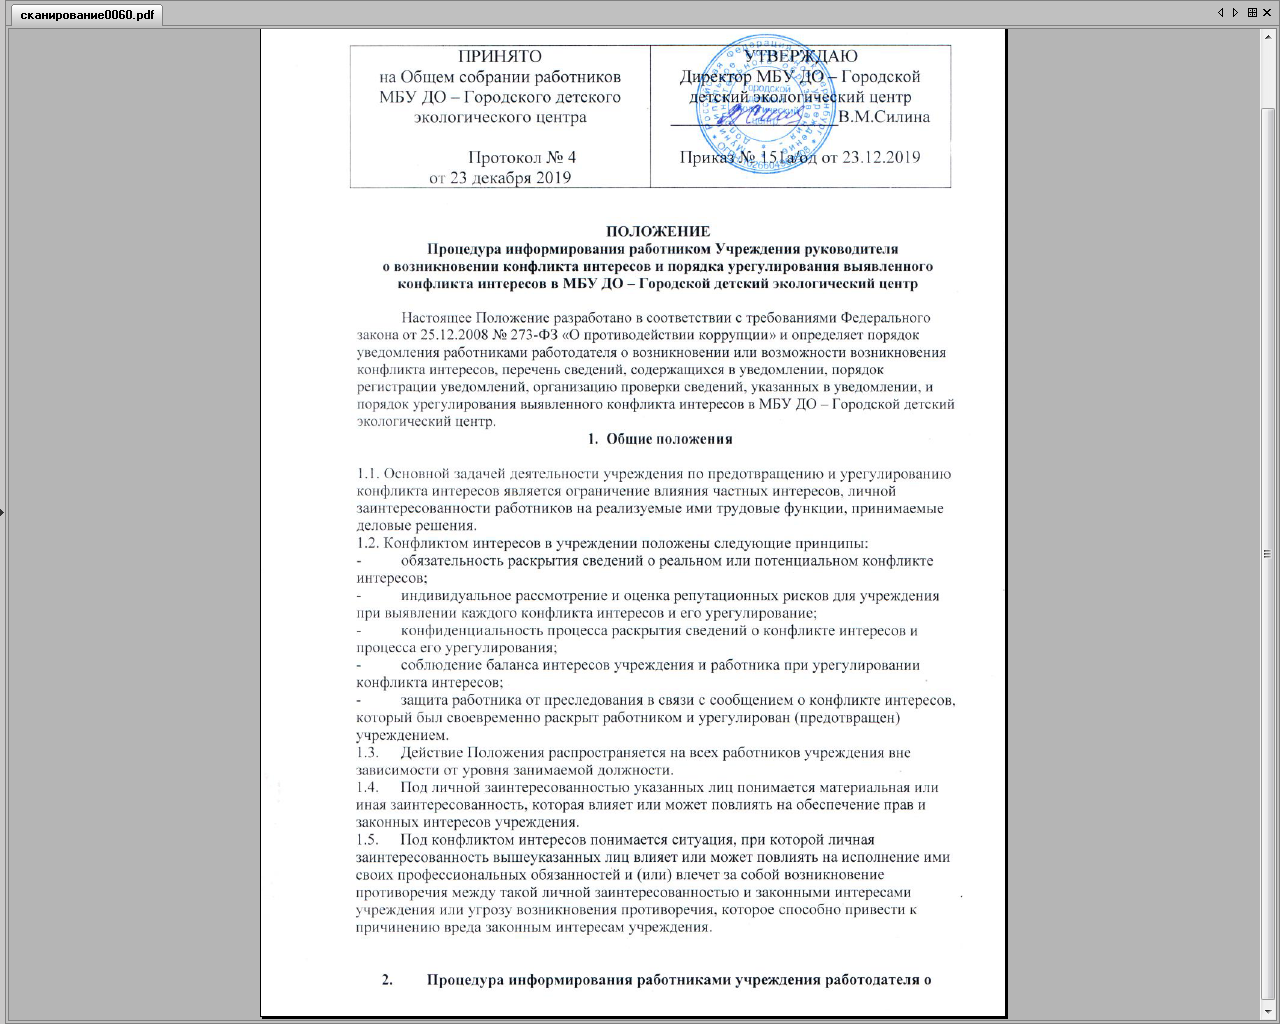 сканирование0060.pdf
ПРИНЯТО
на Общем собрании работников
МБУ ДО – Городского детского
экологического центра
Протокол № 4
от 23 декабря 2019
УТВЕРЖДАЮ
Директор МБУ ДО – Городской
детский экологический центр
В.М.Силина
Приказ № 151а/од от 23.12.2019
ПОЛОЖЕНИЕ
Процедура информирования работником Учреждения руководителя
о возникновении конфликта интересов и порядка урегулирования выявленного
конфликта интересов в МБУ ДО – Городской детский экологический центр
Настоящее Положение разработано в соответствии с требованиями Федерального
закона от 25.12.2008 № 273-ФЗ «О противодействии коррупции» и определяет порядок
уведомления работниками работодателя о возникновении или возможности возникновения
конфликта интересов, перечень сведений, содержащихся в уведомлении, порядок
регистрации уведомлений, организацию проверки сведений, указанных в уведомлении, и
порядок урегулирования выявленного конфликта интересов в МБУ ДО – Городской детский
экологический центр.
1. Общие положения
1.1. Основной задачей деятельности учреждения по предотвращению и урегулированию
конфликта интересов является ограничение влияния частных интересов, личной
заинтересованности работников на реализуемые ими трудовые функции, принимаемые
деловые решения.
1.2. Конфликтом интересов в учреждении положены следующие принципы:
- обязательность раскрытия сведений о реальном или потенциальном конфликте
интересов;
- индивидуальное рассмотрение и оценка репутационных рисков для учреждения
при выявлении каждого конфликта интересов и его урегулирование;
- конфиденциальность процесса раскрытия сведений о конфликте интересов и
процесса его урегулирования;
- соблюдение баланса интересов учреждения и работника при урегулировании
конфликта интересов;
- защита работника от преследования в связи с сообщением о конфликте интересов,
который был своевременно раскрыт работником и урегулирован (предотвращен)
учреждением.
1.3. Действие Положения распространяется на всех работников учреждения вне
зависимости от уровня занимаемой должности.
1.4. Под личной заинтересованностью указанных лиц понимается материальная или
иная заинтересованность, которая влияет или может повлиять на обеспечение прав и
законных интересов учреждения.
1.5. Под конфликтом интересов понимается ситуация, при которой личная
заинтересованность вышеуказанных лиц влияет или может повлиять на исполнение ими
своих профессиональных обязанностей и (или) влечет за собой возникновение
противоречия между такой личной заинтересованностью и законными интересами
учреждения или угрозу возникновения противоречия, которое способно привести к
причинению вреда законным интересам учреждения.
2. Процедура информирования работниками учреждения работодателя о